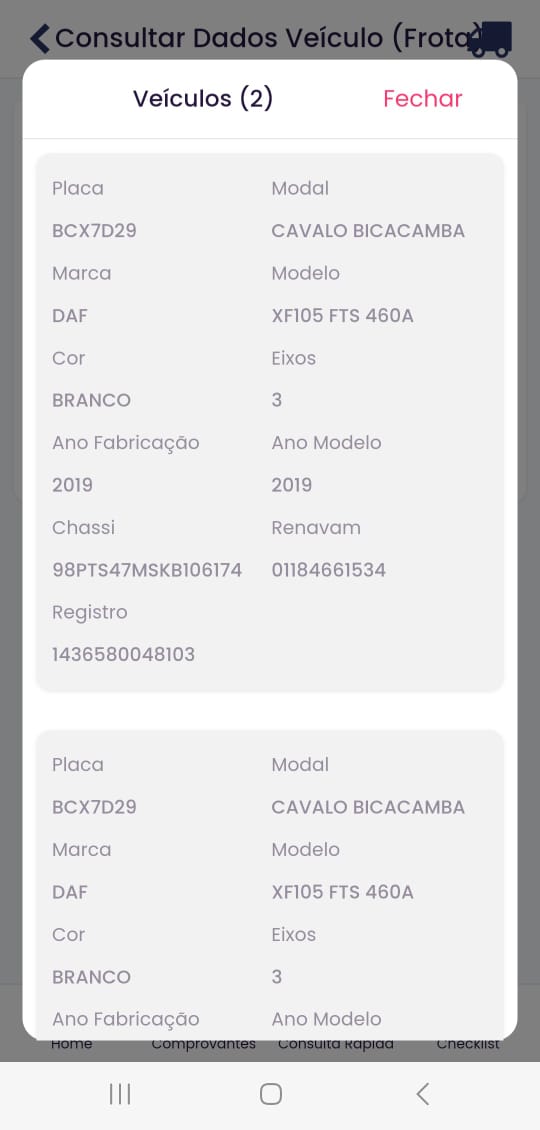 Consultar Dados Veículo (Frota)
Veículos (2)
Fechar
Placa
Modal
BCX7D29
CAVALO BICACAMBA
Marca
Modelo
DAF
XF105 FTS 460A
Cor
Eixos
BRANCO
3
Ano Fabricação
Ano Modelo
2019
2019
Chassi
Renavam
98PTS47MSKB106174
01184661534
Registro
1436580048103
Placa
Modal
BCX7D29
CAVALO BICACAMBA
Marca
Modelo
DAF
XF105 FTS 460A
Cor
Eixos
BRANCO
3
Ano Fabricação
Ano Modelo
Home
Comprovantes
Consulta Rápida
Checklist